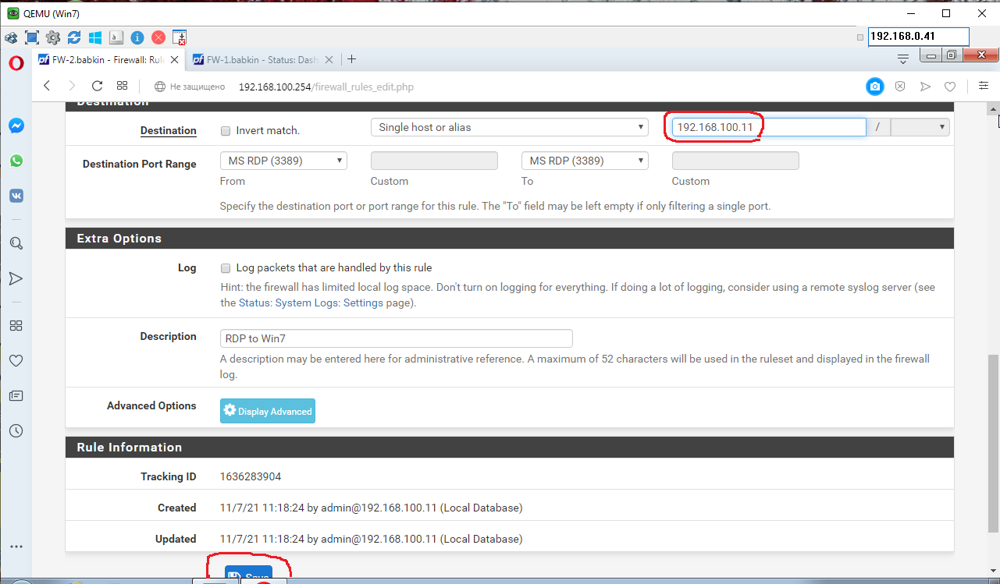 QEMU (Win7)
192.168.0.41
FW-2.babkin - Firewall: Rul
FW-1.babkin - Status: Dash
Не защищено 192.168.100.254/firewall_rules_edit.php
Destination
Destination Invert match. Single host or alias 192.168.100.11 /
Destination Port Range MS RDP (3389) MS RDP (3389)
From Custom To Custom
Specify the destination port or port range for this rule. The "To" field may be left empty if only filtering a single port.
Extra Options
Log Log packets that are handled by this rule
Hint: the firewall has limited local log space. Don't turn on logging for everything. If doing a lot of logging, consider using a remote syslog server (see
the Status: System Logs: Settings page).
Description RDP to Win7
A description may be entered here for administrative reference. A maximum of 52 characters will be used in the ruleset and displayed in the firewall
log.
Advanced Options Display Advanced
Rule Information
Tracking ID 1636283904
Created 11/7/21 11:18:24 by admin@192.168.100.11 (Local Database)
Updated 11/7/21 11:18:24 by admin@192.168.100.11 (Local Database)
Save